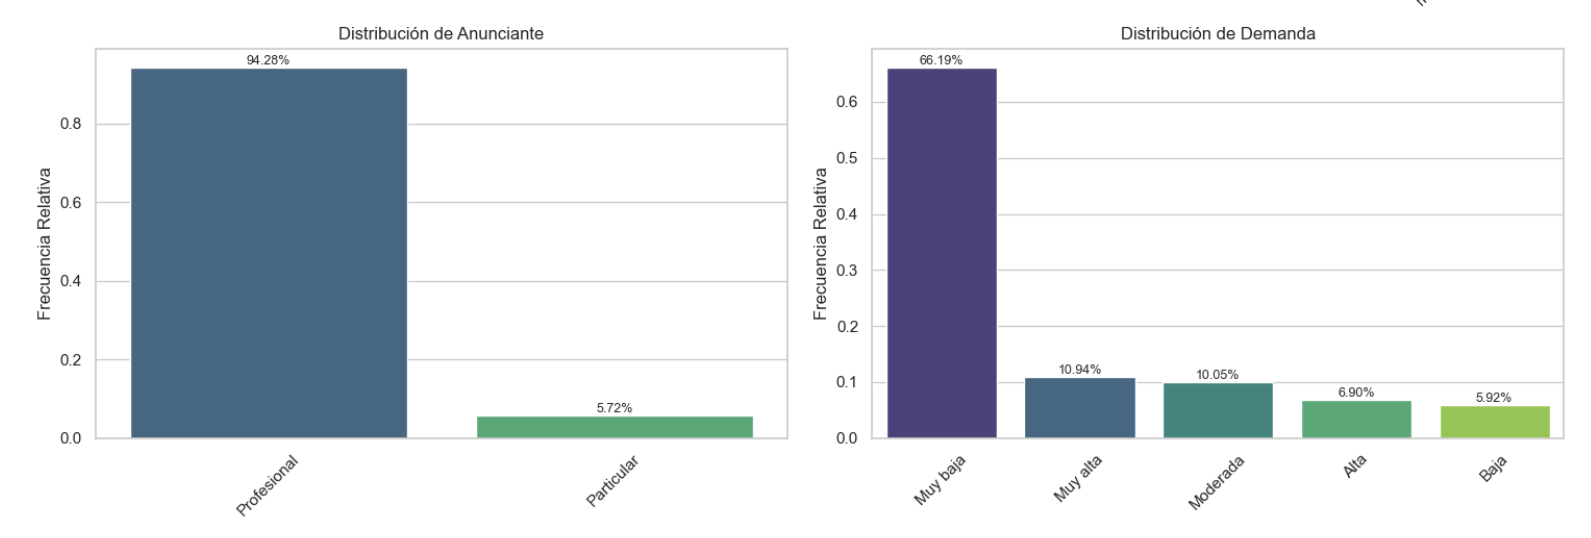 Distribución de Anunciante
Frecuencia Relativa
0.8
0.6
0.4
0.2
0.0
94.28%
5.72%
Profesional
Particular
Distribución de Demanda
Frecuencia Relativa
0.6
0.5
0.4
0.3
0.2
0.1
0.0
66.19%
10.94%
10.05%
6.90%
5.92%
Muy baja
Muy alta
Moderada
Alta
Baja